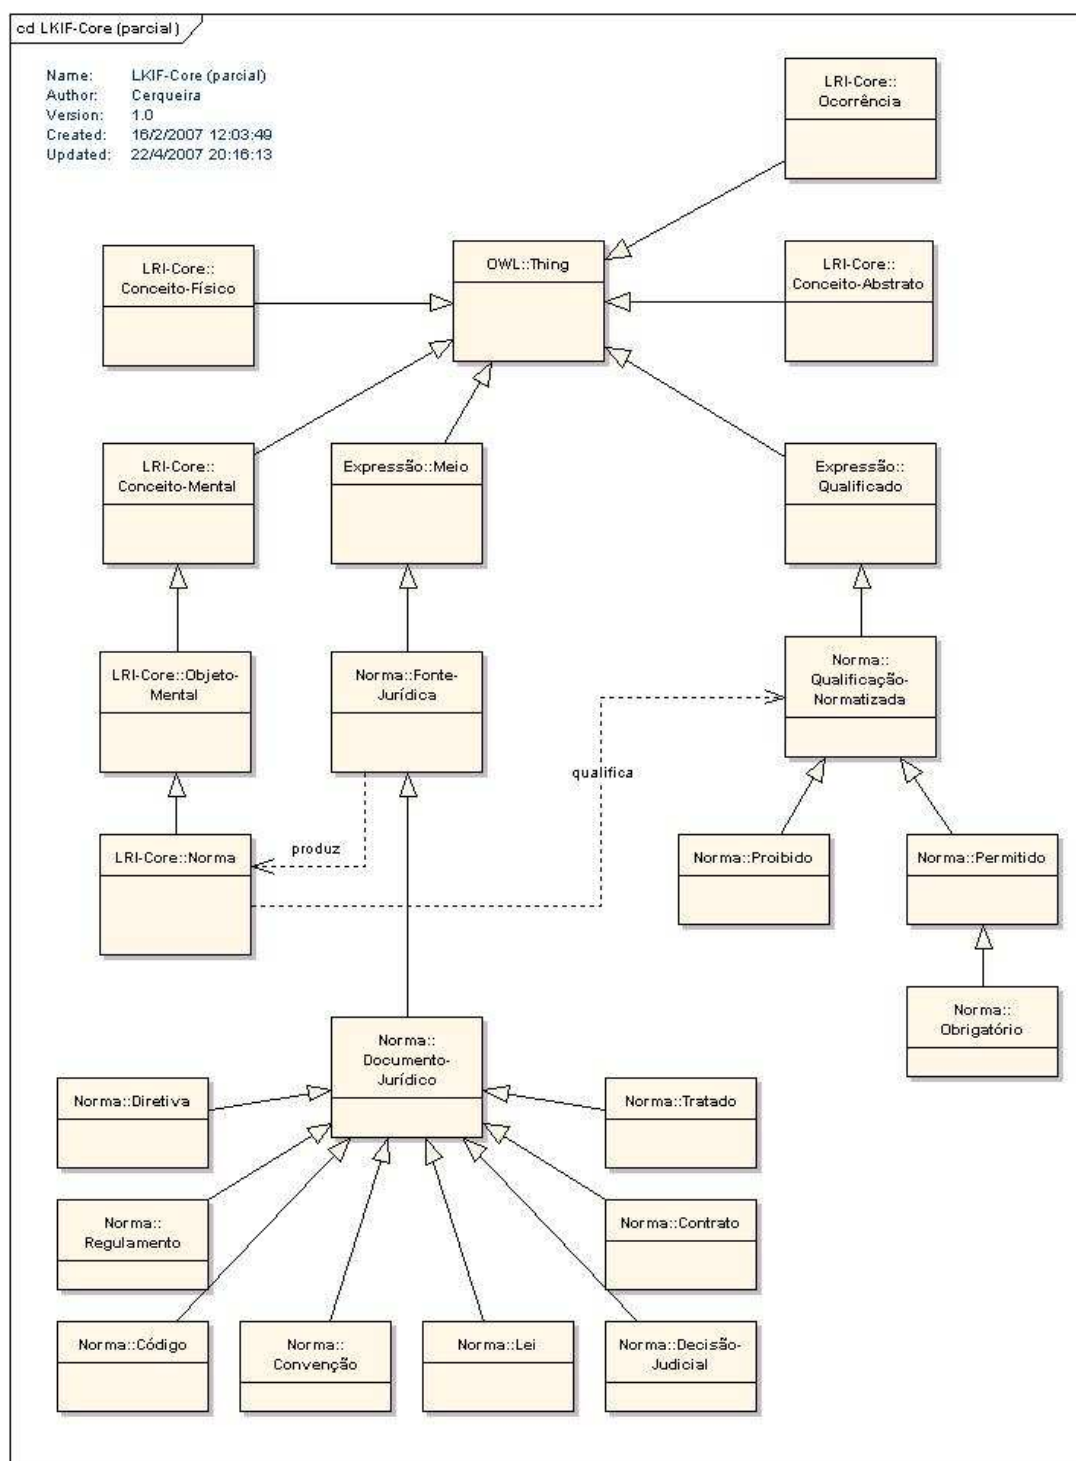 cd LKIF-Core (parcial)
Name: LKIF-Core (parcial)
Author: Cerqueira
Version: 1.0
Created: 16/2/2007 12:03:49
Updated: 22/4/2007 20:16:13
LRI-Core::
Ocorrência
LRI-Core::
Conceito-Físico
OWL::Thing
LRI-Core::
Conceito-Abstrato
LRI-Core::
Conceito-Mental
Expressão::Meio
Expressão::
Qualificado
LRI-Core::Objeto-
Mental
Norma::Fonte-
Jurídica
Norma::
Qualificação-
Normatizada
qualifica
LRI-Core::Norma
produz
Norma::Proibido
Norma::Permitido
Norma::
Obrigatório
Norma::
Documento-
Jurídico
Norma::Diretiva
Norma::Tratado
Norma::
Regulamento
Norma::Contrato
Norma::Código
Norma::
Convenção
Norma::Lei
Norma::Decisão-
Judicial